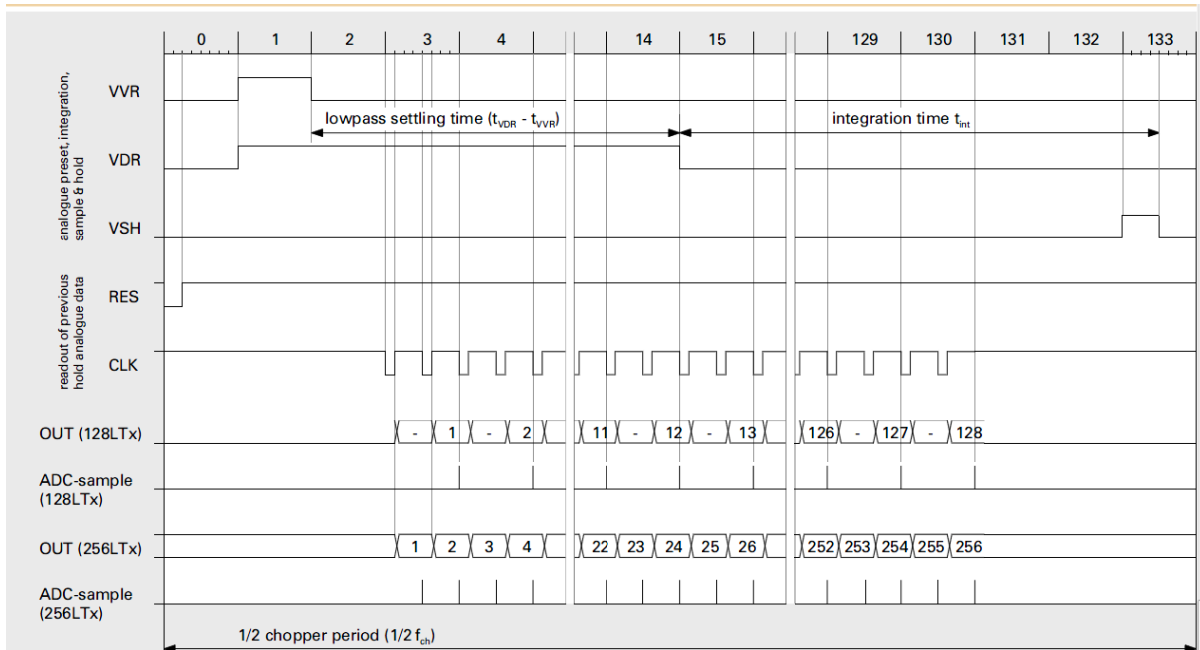 0 1 2 3 4 14 15 129 130 131 132 133
analogue preset, integration,
sample & hold
VVR
lowpass settling time (tVDR - tVVR)
integration time tint
VDR
VSH
readout of previous
hold analogue data
RES
CLK
OUT (128LTx) - 1 - 2 11 - 12 - 13 126 - 127 - 128
ADC-sample
(128LTx)
OUT (256LTx) 1 2 3 4 22 23 24 25 26 252 253 254 255 256
ADC-sample
(256LTx)
1/2 chopper period (1/2 fch)